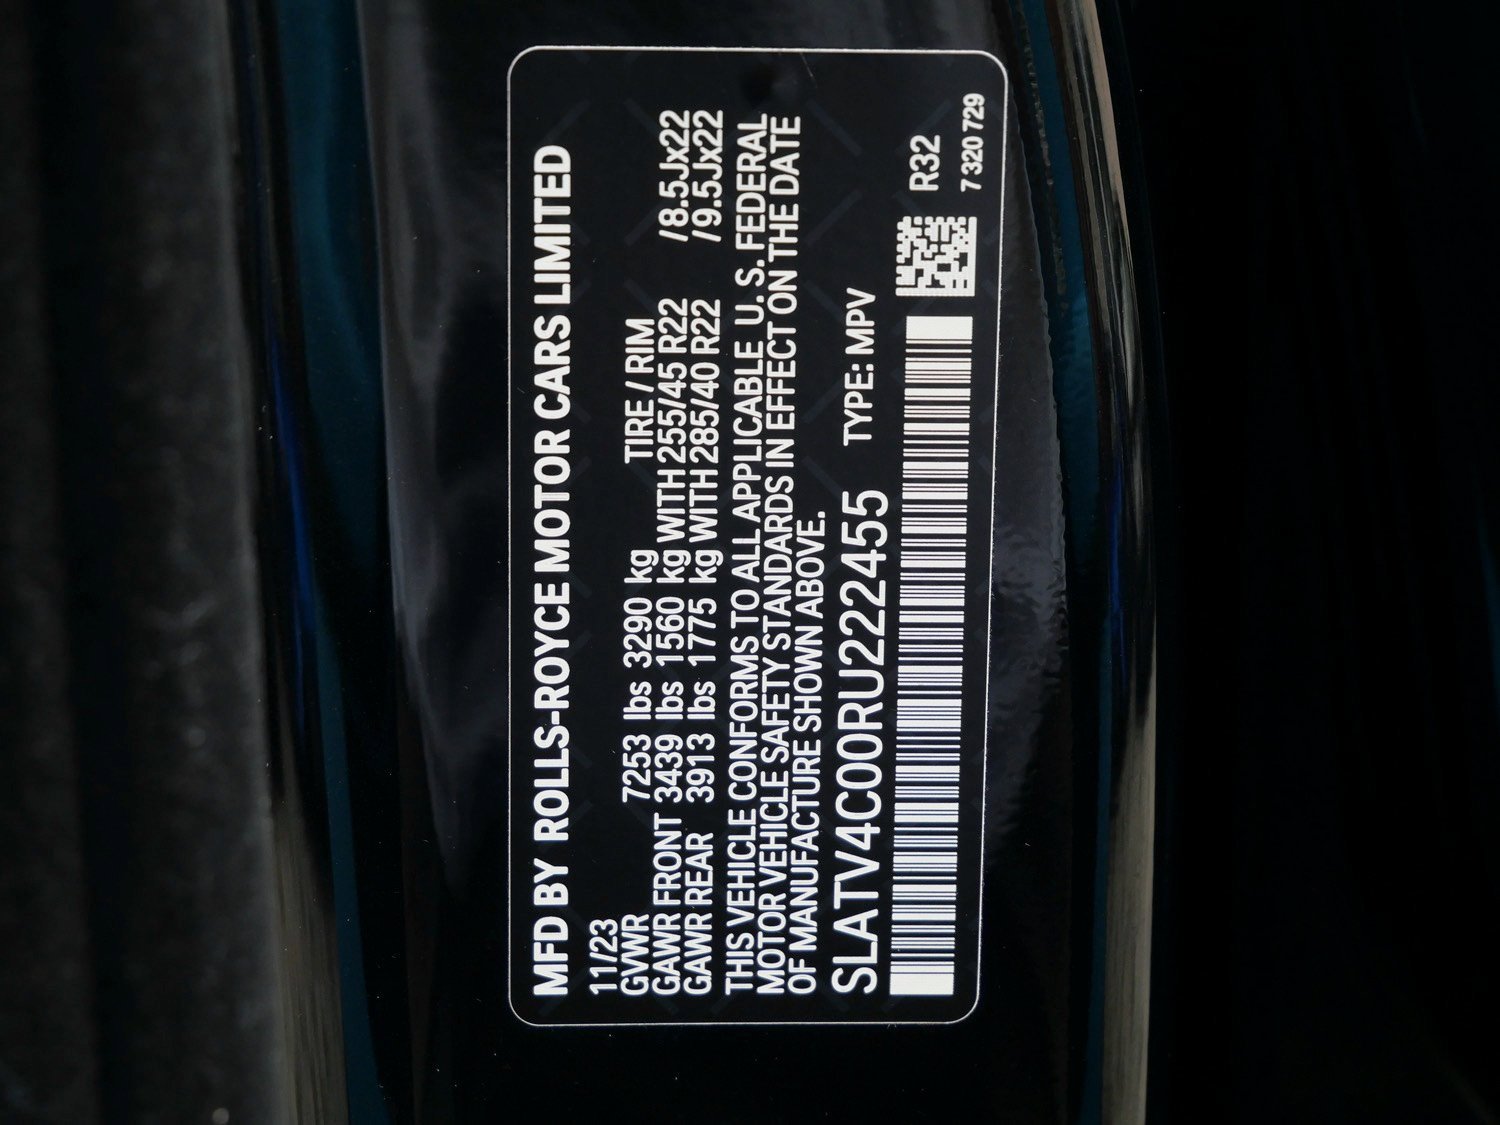 MFD BY ROLLS-ROYCE MOTOR CARS LIMITED
11/23
GVWR 7253 lbs 3290 kg TIRE / RIM
GAWR FRONT 3439 lbs 1560 kg WITH 255/45 R22 /8.5Jx22
GAWR REAR 3913 lbs 1775 kg WITH 285/40 R22 /9.5Jx22
THIS VEHICLE CONFORMS TO ALL APPLICABLE U. S. FEDERAL
MOTOR VEHICLE SAFETY STANDARDS IN EFFECT ON THE DATE
OF MANUFACTURE SHOWN ABOVE.
SLATV4C00RU222455 TYPE: MPV
R32
7 320 729